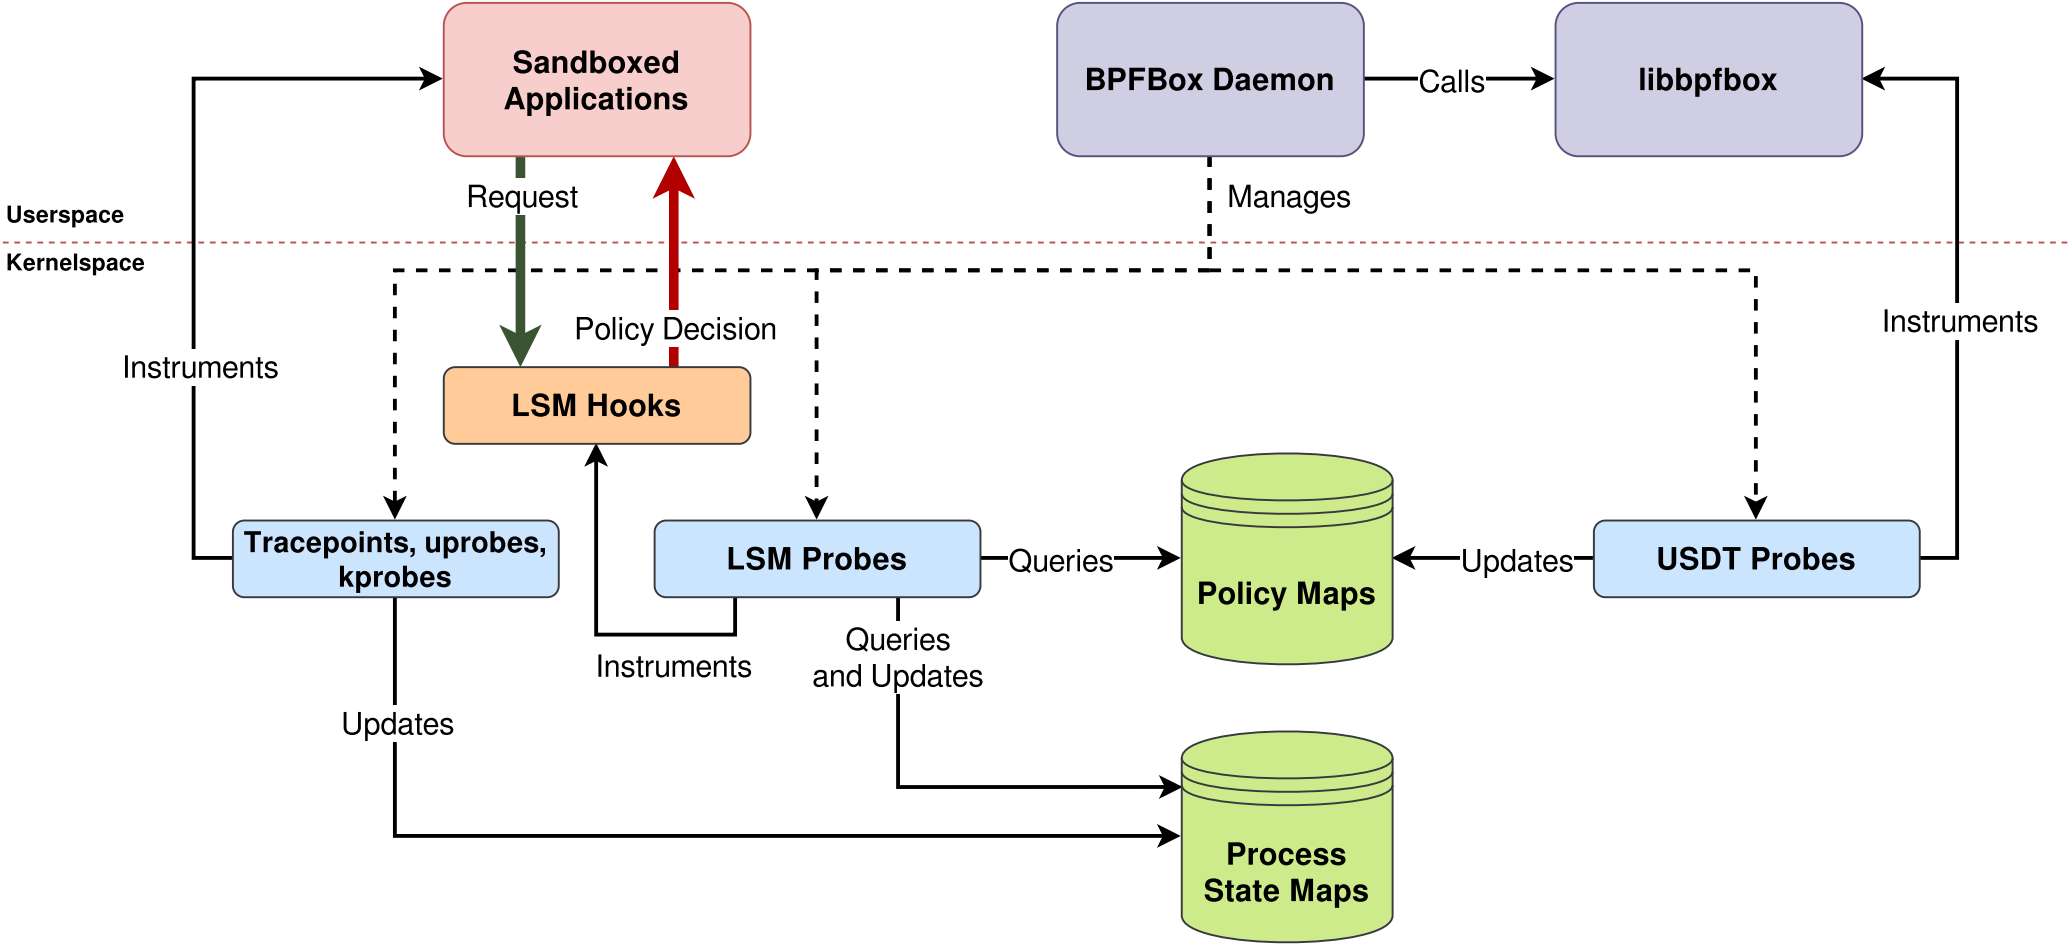 Sandboxed
Applications
BPFBox Daemon
Calls
libbpfbox
Request
Manages
Userspace
Kernelspace
Instruments
Policy Decision
Instruments
LSM Hooks
Tracepoints, uprobes,
kprobes
LSM Probes
Queries
Policy Maps
Updates
USDT Probes
Instruments
Queries
and Updates
Updates
Process
State Maps